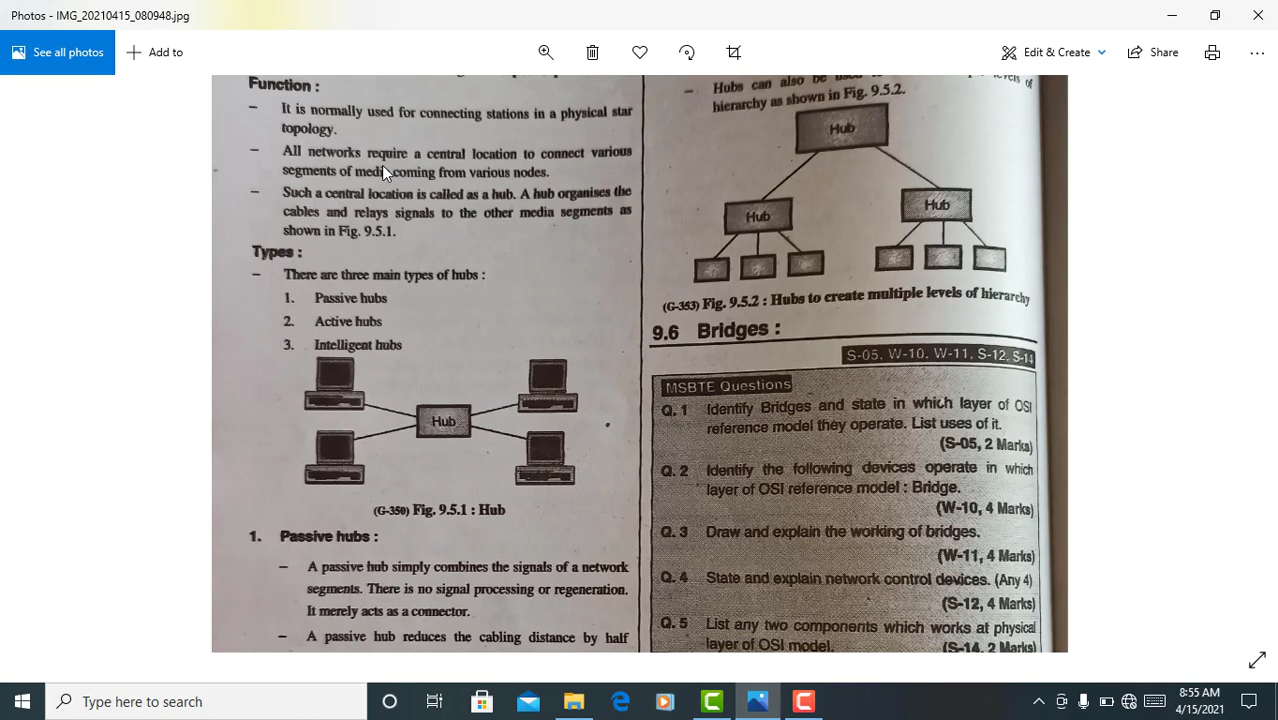 Photos - IMG_20210415_080948.jpg
See all photos
Add to
Edit & Create
Share
Function :
– It is normally used for connecting stations in a physical star
topology.
– All networks require a central location to connect various
segments of media coming from various nodes.
– Such a central location is called as a hub. A hub organises the
cables and relays signals to the other media segments as
shown in Fig. 9.5.1.
Types :
– There are three main types of hubs :
1. Passive hubs
2. Active hubs
3. Intelligent hubs
Hub
(G-350) Fig. 9.5.1 : Hub
1. Passive hubs :
– A passive hub simply combines the signals of a network
segments. There is no signal processing or regeneration.
It merely acts as a connector.
– A passive hub reduces the cabling distance by half
– Hubs can also be levels of
hierarchy as shown in Fig. 9.5.2.
Hub
Hub
Hub
(G-353) Fig. 9.5.2 : Hubs to create multiple levels of hierarchy
9.6 Bridges :
S-05, W-10, W-11, S-12, S-14
MSBTE Questions
Q. 1 Identify Bridges and state in which layer of OSI
reference model they operate. List uses of it.
(S-05, 2 Marks)
Q. 2 Identify the following devices operate in which
layer of OSI reference model : Bridge.
(W-10, 4 Marks)
Q. 3 Draw and explain the working of bridges.
(W-11, 4 Marks)
Q. 4 State and explain network control devices. (Any 4)
(S-12, 4 Marks)
Q. 5 List any two components which works at physical
layer of OSI model.
(S-14, 2 Marks)
Type here to search
8:55 AM
4/15/2021